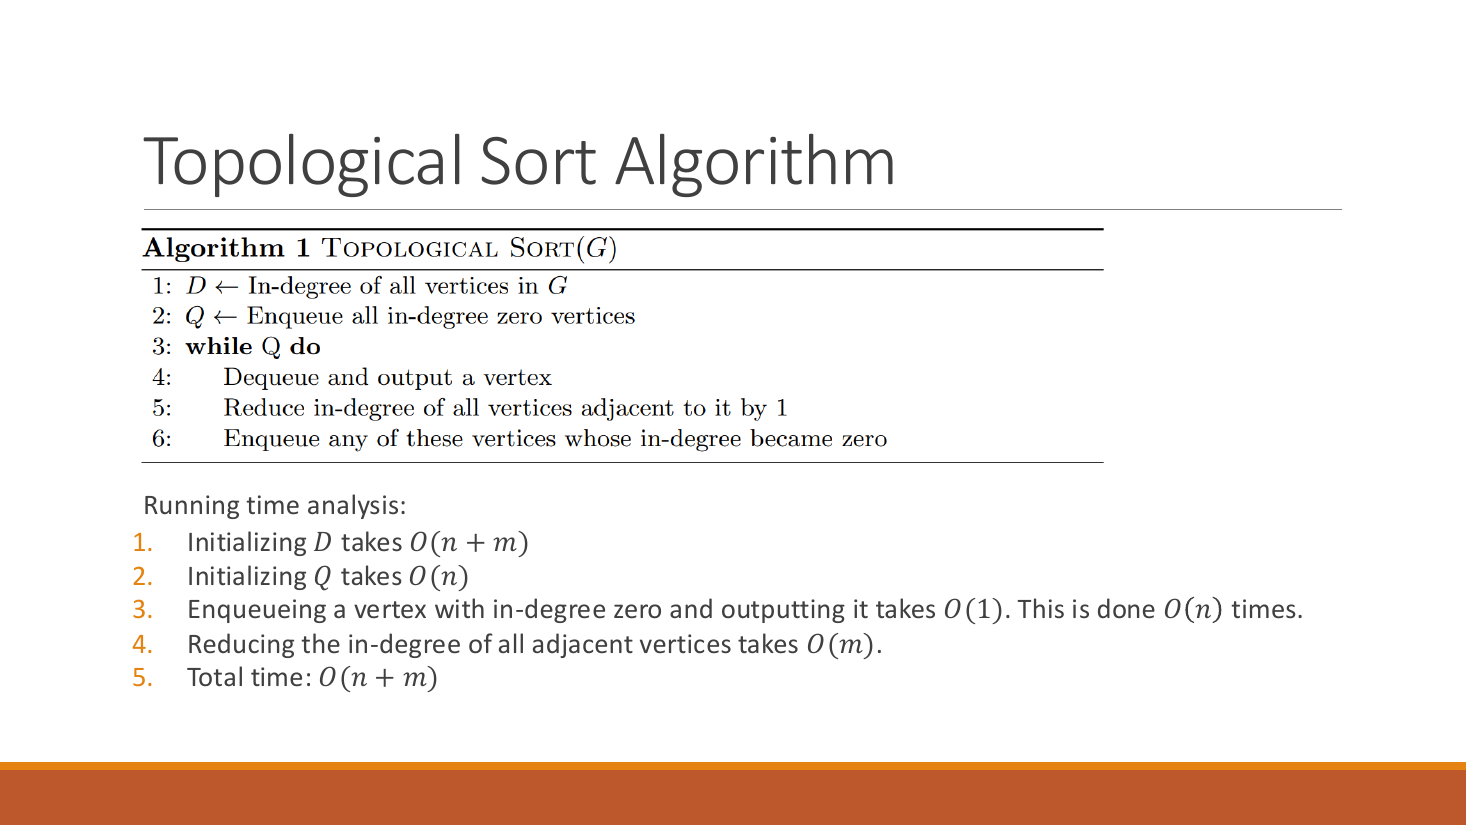 Topological Sort Algorithm
Algorithm 1 TOPOLOGICAL SORT(G)
1: D ← In-degree of all vertices in G
2: Q ← Enqueue all in-degree zero vertices
3: while Q do
4: Dequeue and output a vertex
5: Reduce in-degree of all vertices adjacent to it by 1
6: Enqueue any of these vertices whose in-degree became zero
Running time analysis:
1. Initializing D takes O(n + m)
2. Initializing Q takes O(n)
3. Enqueueing a vertex with in-degree zero and outputting it takes O(1). This is done O(n) times.
4. Reducing the in-degree of all adjacent vertices takes O(m).
5. Total time: O(n + m)